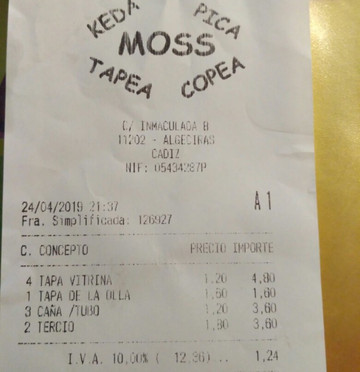 KEDA PICA
MOSS
TAPEA COPEA
C/ INMACULADA 8
11202 - ALGECIRAS
CADIZ
NIF: 05434287P
24/04/2019 21:37 A1
Fra. Simplificada: 126927
C. CONCEPTO PRECIO IMPORTE
4 TAPA VITRINA 1,20 4,80
1 TAPA DE LA OLLA 1,60 1,60
3 CAÑA /TUBO 1,20 3,60
2 TERCIO 1,80 3,60
I.V.A. 10,00% ( 12,36) .. 1,24